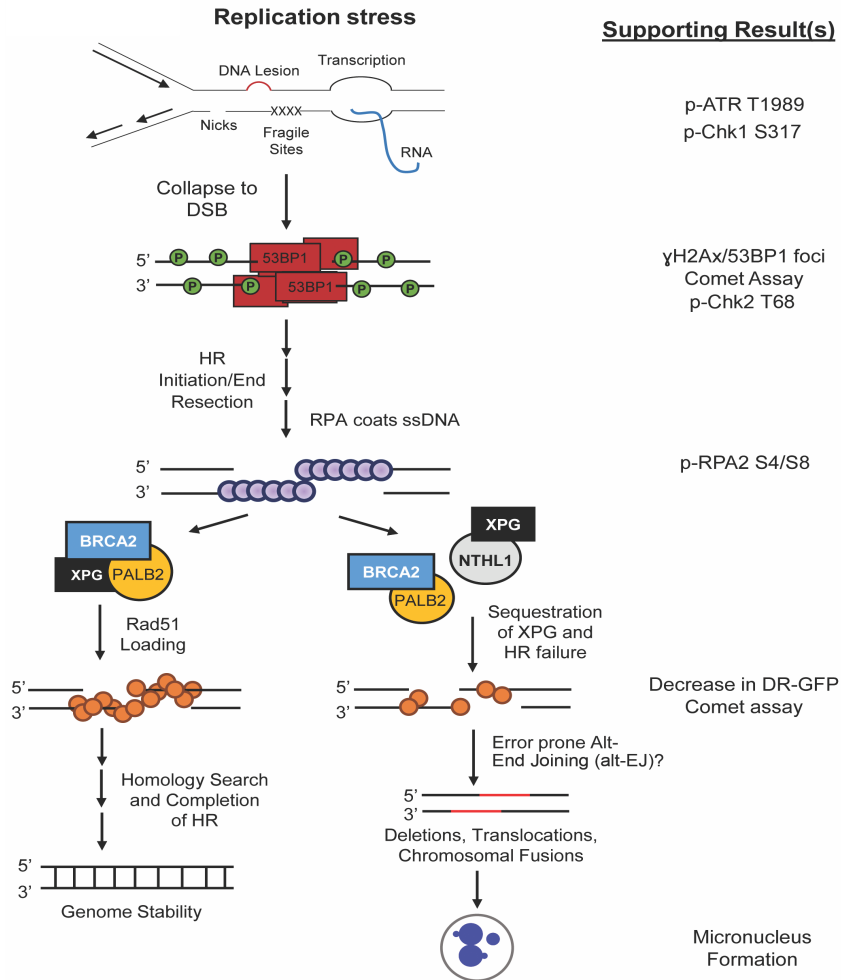 Replication stress
Supporting Result(s)
DNA Lesion
Transcription
XXXX
Nicks
Fragile
Sites
RNA
p-ATR T1989
p-Chk1 S317
Collapse to
DSB
5’
P
P
53BP1
P
3’
P
53BP1
P
P
ɣH2Ax/53BP1 foci
Comet Assay
p-Chk2 T68
HR
Initiation/End
Resection
RPA coats ssDNA
5’
3’
p-RPA2 S4/S8
BRCA2
XPG
PALB2
XPG
NTHL1
BRCA2
PALB2
Rad51
Loading
Sequestration
of XPG and
HR failure
5’
3’
5’
3’
Decrease in DR-GFP
Comet assay
Homology Search
and Completion
of HR
Error prone Alt-
End Joining (alt-EJ)?
5’
3’
Deletions, Translocations,
Chromosomal Fusions
5’
3’
Genome Stability
Micronucleus
Formation